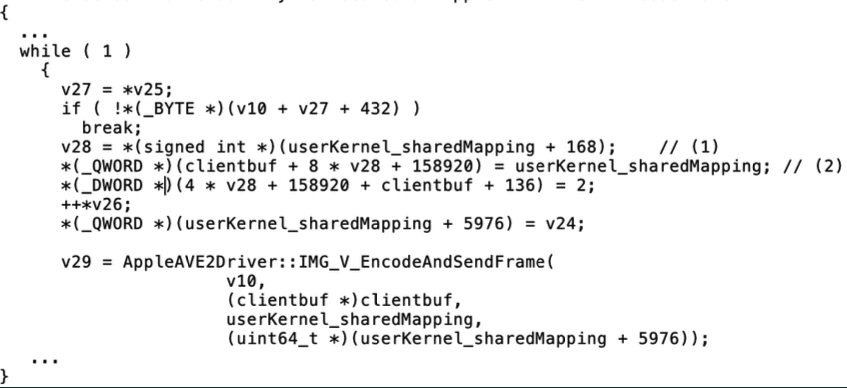 {
...
while ( 1 )
{
v27 = *v25;
if ( !*(_BYTE *)(v10 + v27 + 432) )
break;
v28 = *(signed int *)(userKernel_sharedMapping + 168); // (1)
*(_QWORD *)(clientbuf + 8 * v28 + 158920) = userKernel_sharedMapping; // (2)
*(_DWORD *)(4 * v28 + 158920 + clientbuf + 136) = 2;
++*v26;
*(_QWORD *)(userKernel_sharedMapping + 5976) = v24;
v29 = AppleAVE2Driver::IMG_V_EncodeAndSendFrame(
v10,
(clientbuf *)clientbuf,
userKernel_sharedMapping,
(uint64_t *)(userKernel_sharedMapping + 5976));
...
}